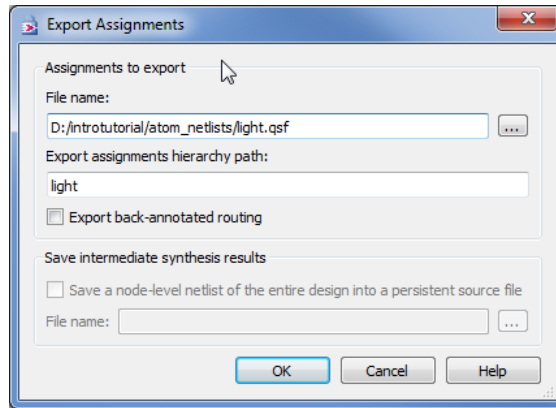 Export Assignments
Assignments to export
File name:
D:/introtutorial/atom_netlists/light.qsf
...
Export assignments hierarchy path:
light
Export back-annotated routing
Save intermediate synthesis results
Save a node-level netlist of the entire design into a persistent source file
File name:
...
OK Cancel Help